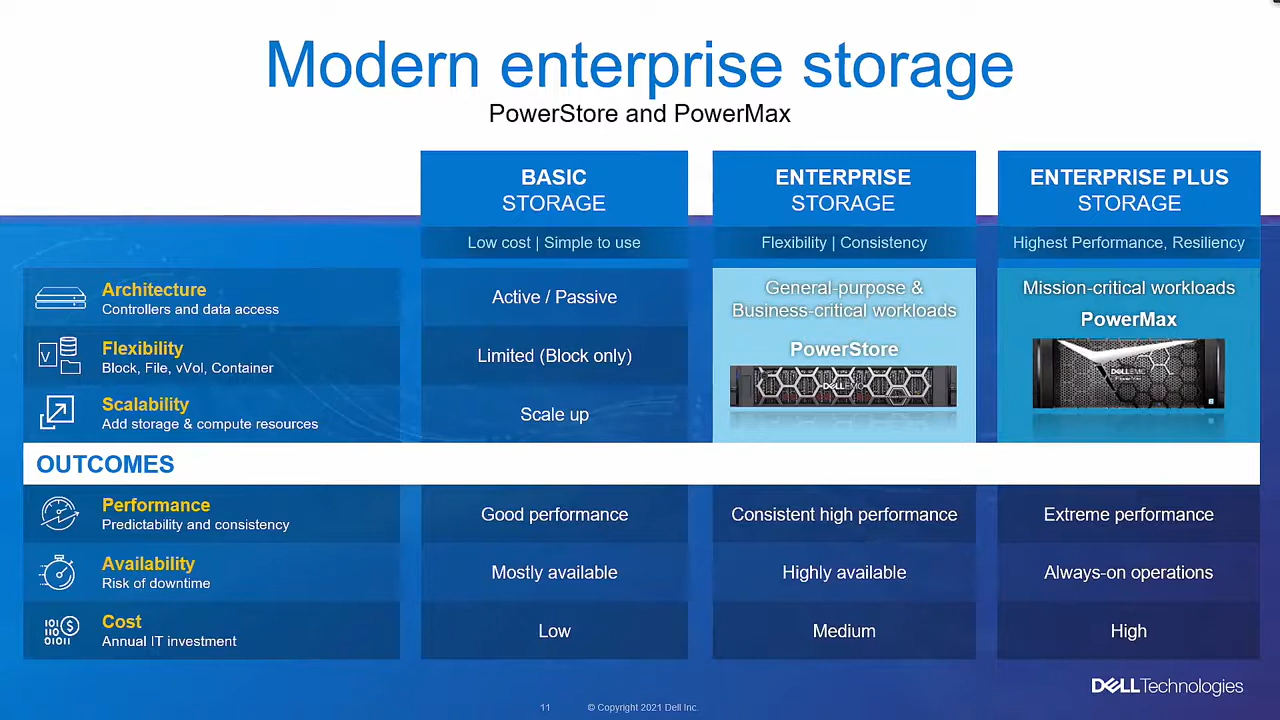 Modern enterprise storage
PowerStore and PowerMax
BASIC
STORAGE
ENTERPRISE
STORAGE
ENTERPRISE PLUS
STORAGE
Low cost | Simple to use
Flexibility | Consistency
Highest Performance, Resiliency
Architecture
Controllers and data access
Active / Passive
General-purpose &
Business-critical workloads
PowerStore
DELLEMC
Mission-critical workloads
PowerMax
DELLEMC
Flexibility
Block, File, vVol, Container
Limited (Block only)
V
Scalability
Add storage & compute resources
Scale up
OUTCOMES
Performance
Predictability and consistency
Good performance
Consistent high performance
Extreme performance
Availability
Risk of downtime
Mostly available
Highly available
Always-on operations
Cost
Annual IT investment
Low
Medium
High
DELLTechnologies
11
© Copyright 2021 Dell Inc.